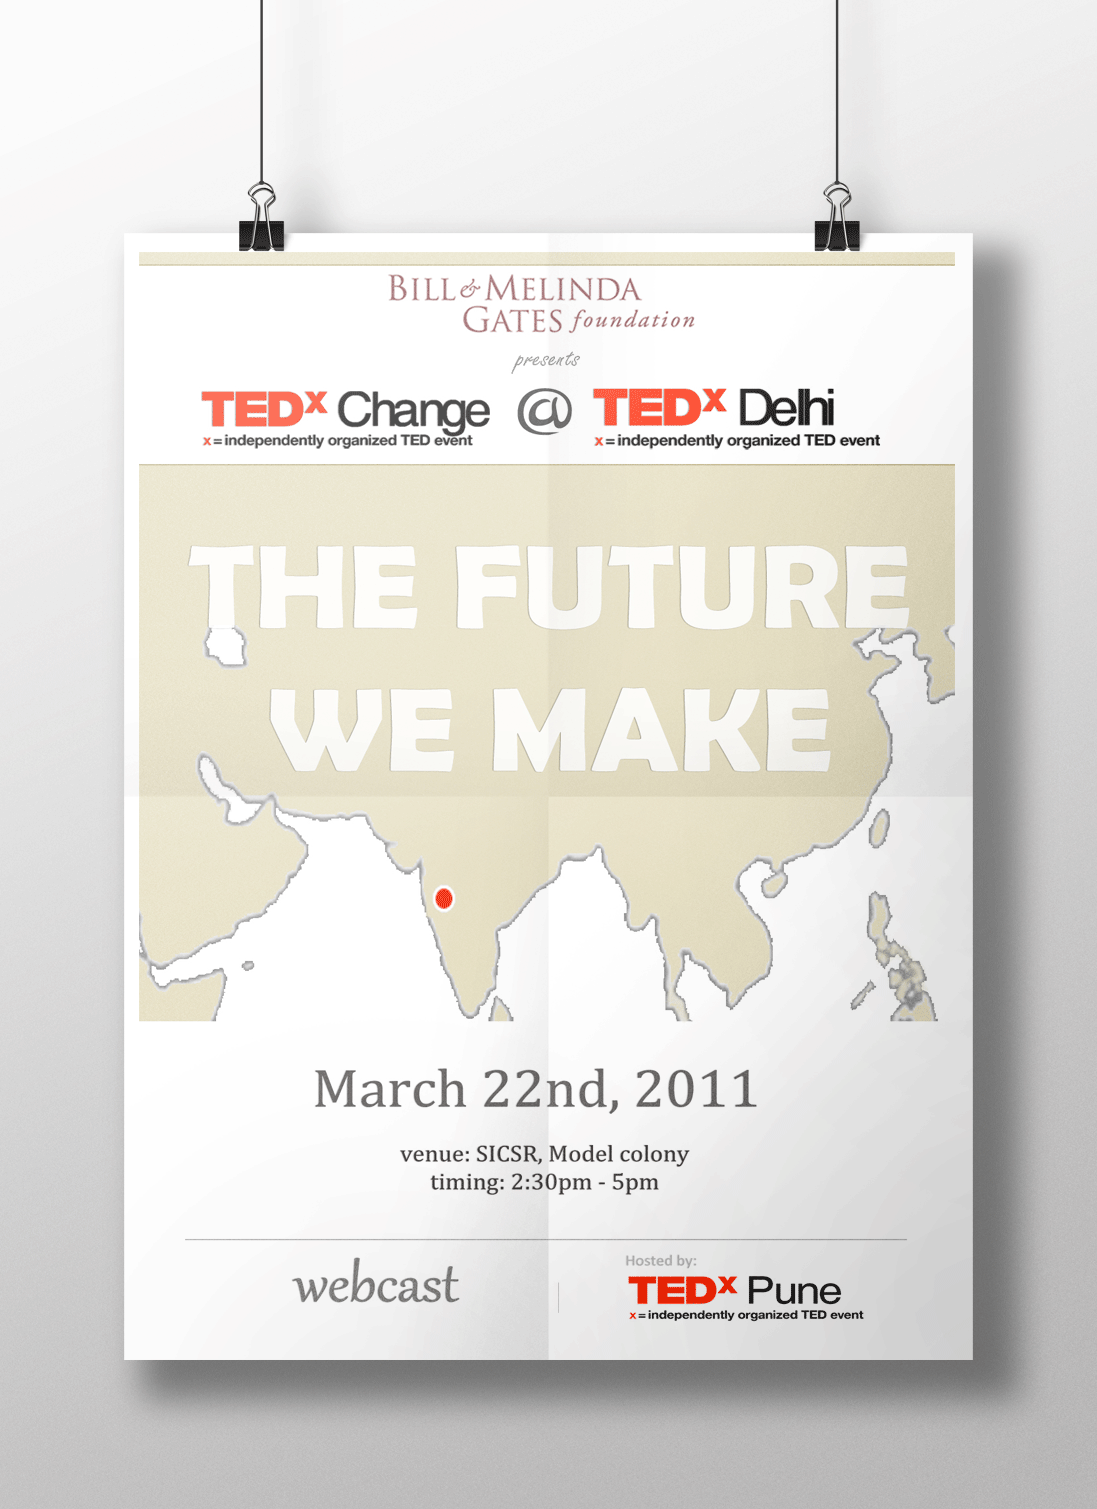 BILL & MELINDA
GATES foundation
presents
TEDx Change @ TEDx Delhi
x = independently organized TED event x = independently organized TED event
THE FUTURE
WE MAKE
March 22nd, 2011
venue: SICSR, Model colony
timing: 2:30pm - 5pm
webcast
Hosted by:
TEDx Pune
x = independently organized TED event